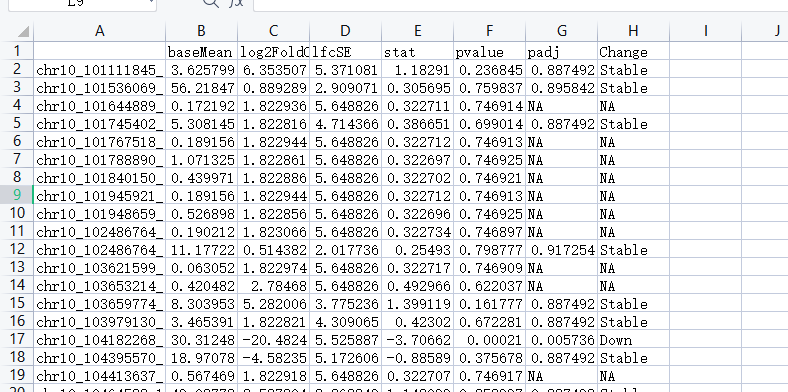 L9 fx
A B C D E F G H I J
1 baseMean log2FoldC lfcSE stat pvalue padj Change
2 chr10_101111845_ 3.625799 6.353507 5.371081 1.18291 0.236845 0.887492 Stable
3 chr10_101536069_ 56.21847 0.889289 2.909071 0.305695 0.759837 0.895842 Stable
4 chr10_101644889_ 0.172192 1.822936 5.648826 0.322711 0.746914 NA NA
5 chr10_101745402_ 5.308145 1.822816 4.714366 0.386651 0.699014 0.887492 Stable
6 chr10_101767518_ 0.189156 1.822944 5.648826 0.322712 0.746913 NA NA
7 chr10_101788890_ 1.071325 1.822861 5.648826 0.322697 0.746925 NA NA
8 chr10_101840150_ 0.439971 1.822886 5.648826 0.322702 0.746921 NA NA
9 chr10_101945921_ 0.189156 1.822944 5.648826 0.322712 0.746913 NA NA
10 chr10_101948659_ 0.526898 1.822856 5.648826 0.322696 0.746925 NA NA
11 chr10_102486764_ 0.190212 1.823066 5.648826 0.322734 0.746897 NA NA
12 chr10_102486764_ 11.17722 0.514382 2.017736 0.25493 0.798777 0.917254 Stable
13 chr10_103621599_ 0.063052 1.822974 5.648826 0.322717 0.746909 NA NA
14 chr10_103653214_ 0.420482 2.78468 5.648826 0.492966 0.622037 NA NA
15 chr10_103659774_ 8.303953 5.282006 3.775236 1.399119 0.161777 0.887492 Stable
16 chr10_103979130_ 3.465391 1.822821 4.309065 0.42302 0.672281 0.887492 Stable
17 chr10_104182268_ 30.31248 -20.4824 5.525887 -3.70662 0.00021 0.005736 Down
18 chr10_104395570_ 18.97078 -4.58235 5.172606 -0.88589 0.375678 0.887492 Stable
19 chr10_104413637_ 0.567469 1.822918 5.648826 0.322707 0.746917 NA NA